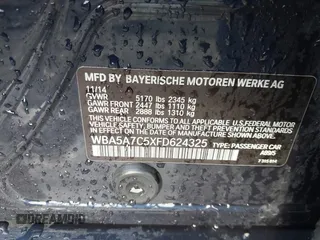 MFD BY BAYERISCHE MOTOREN WERKE AG
11/14
GVWR 5170 lbs 2345 kg
GAWR FRONT 2447 lbs 1110 kg
GAWR REAR 2888 lbs 1310 kg
THIS VEHICLE CONFORMS TO ALL APPLICABLE U.S. FEDERAL MOTOR
VEHICLE SAFETY, BUMPER, AND THEFT PREVENTION STANDARDS IN
EFFECT ON THE DATE OF MANUFACTURE SHOWN ABOVE.
WBA5A7C5XFD624325
TYPE: PASSENGER CAR
DREAMBID